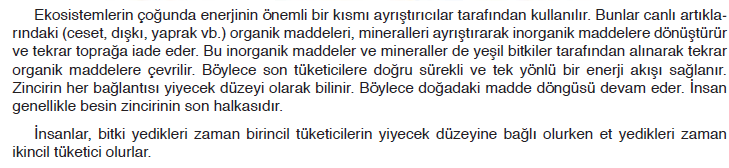 Ekosistemlerin çoğunda enerjinin önemli bir kısmı ayrıştırıcılar tarafından kullanılır. Bunlar canlı artıkla-
rındaki (ceset, dışkı, yaprak vb.) organik maddeleri, mineralleri ayrıştırarak inorganik maddelere dönüştürür
ve tekrar toprağa iade eder. Bu inorganik maddeler ve mineraller de yeşil bitkiler tarafından alınarak tekrar
organik maddelere çevrilir. Böylece son tüketicilere doğru sürekli ve tek yönlü bir enerji akışı sağlanır.
Zincirin her bağlantısı yiyecek düzeyi olarak bilinir. Böylece doğadaki madde döngüsü devam eder. İnsan
genellikle besin zincirinin son halkasıdır.
İnsanlar, bitki yedikleri zaman birincil tüketicilerin yiyecek düzeyine bağlı olurken et yedikleri zaman
ikincil tüketici olurlar.